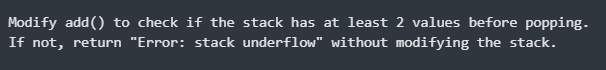 Modify add() to check if the stack has at least 2 values before popping.
If not, return "Error: stack underflow" without modifying the stack.